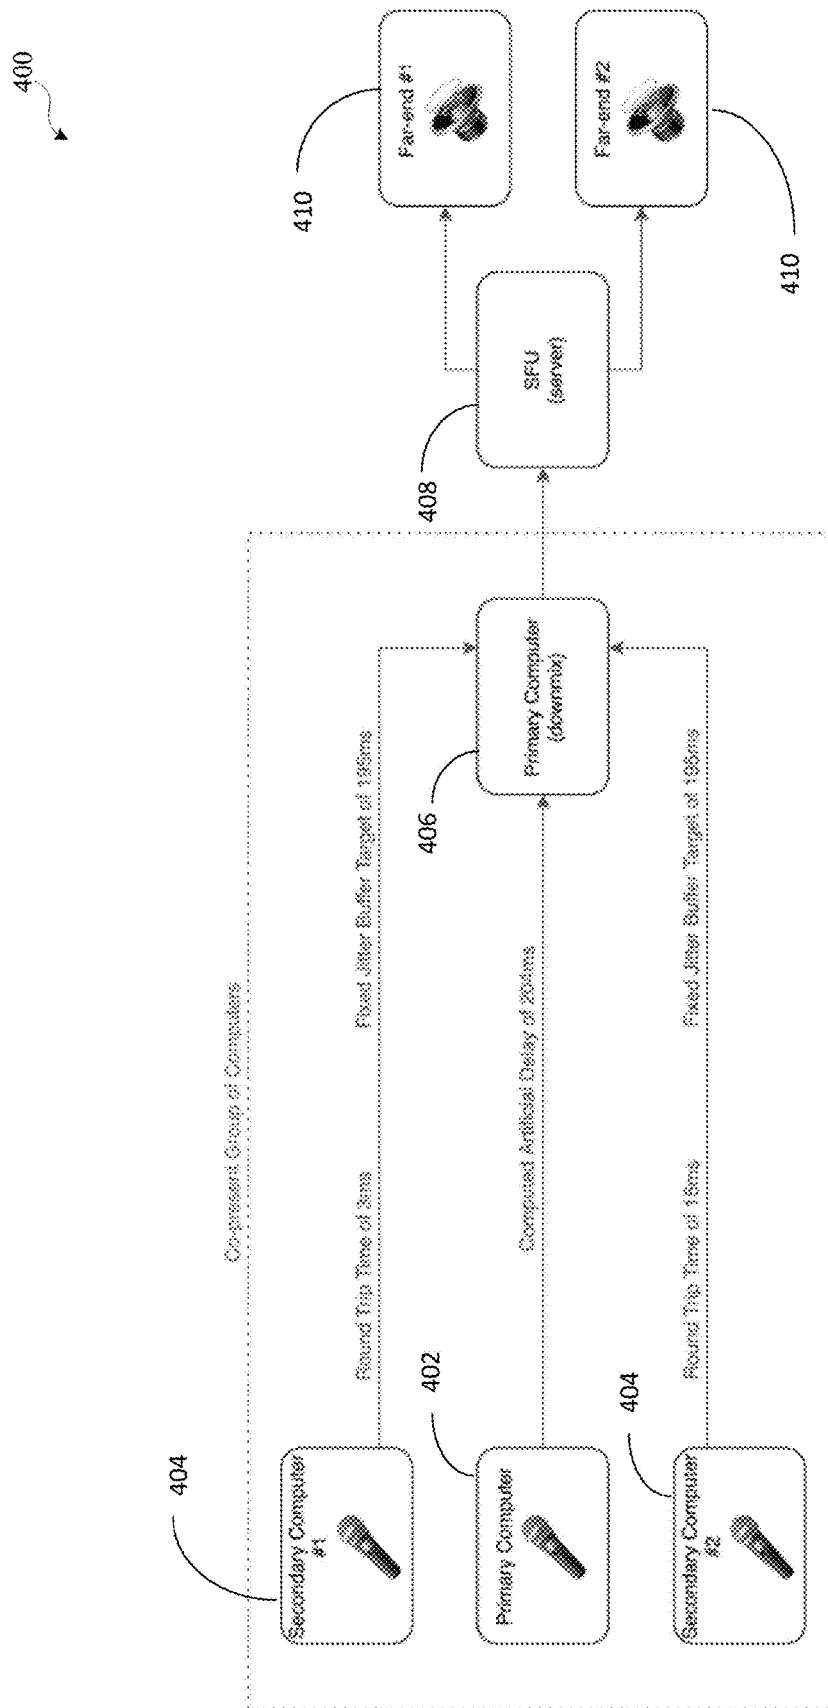 400
Co-present Group of Computers
404
Secondary Computer
#1
Round Trip Time of 3ms
Fixed Jitter Buffer Target of 195ms
402
Primary Computer
Computed Artificial Delay of 204ms
406
Primary Computer
(downmix)
404
Secondary Computer
#2
Round Trip Time of 15ms
Fixed Jitter Buffer Target of 195ms
408
SFU
(server)
410
Far-end #1
410
Far-end #2